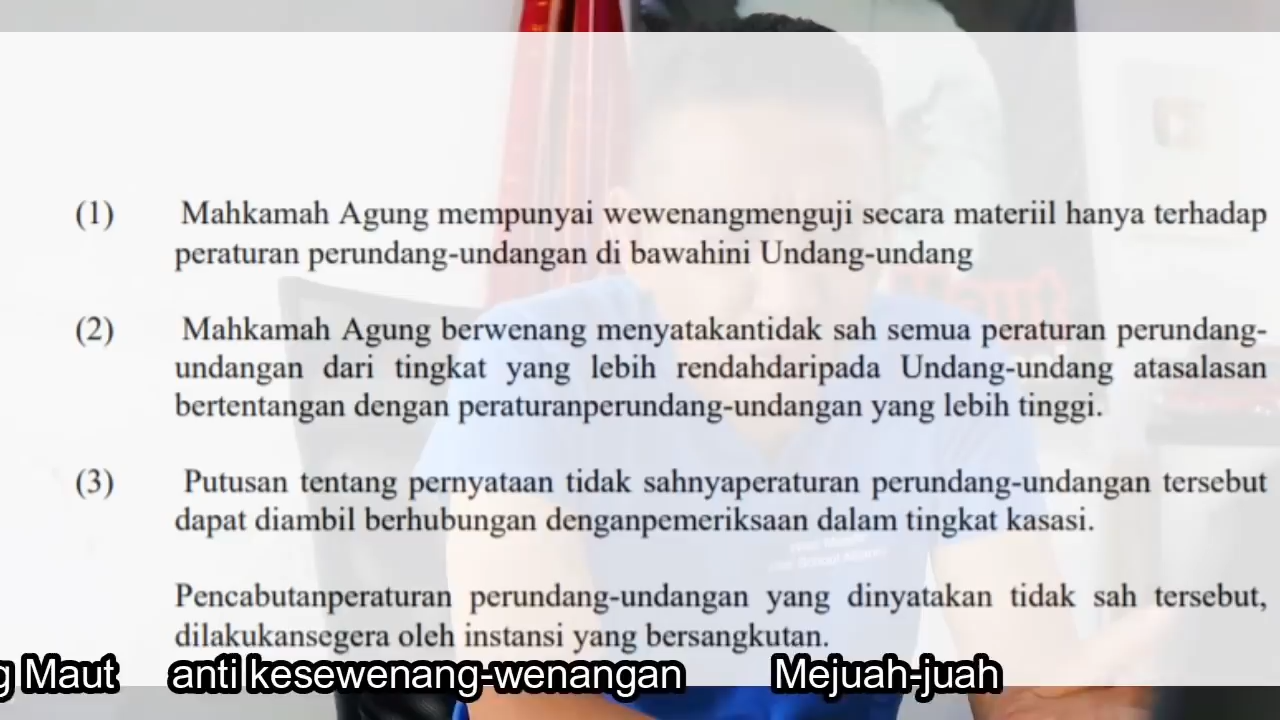 (1) Mahkamah Agung mempunyai wewenangmenguji secara materiil hanya terhadap
peraturan perundang-undangan di bawahini Undang-undang
(2) Mahkamah Agung berwenang menyatakantidak sah semua peraturan perundang-
undangan dari tingkat yang lebih rendahdaripada Undang-undang atasalasan
bertentangan dengan peraturanperundang-undangan yang lebih tinggi.
(3) Putusan tentang pernyataan tidak sahnyaperaturan perundang-undangan tersebut
dapat diambil berhubungan denganpemeriksaan dalam tingkat kasasi.
Pencabutanperaturan perundang-undangan yang dinyatakan tidak sah tersebut,
dilakukansegera oleh instansi yang bersangkutan.
g Maut anti kesewenang-wenangan Mejuah-juah